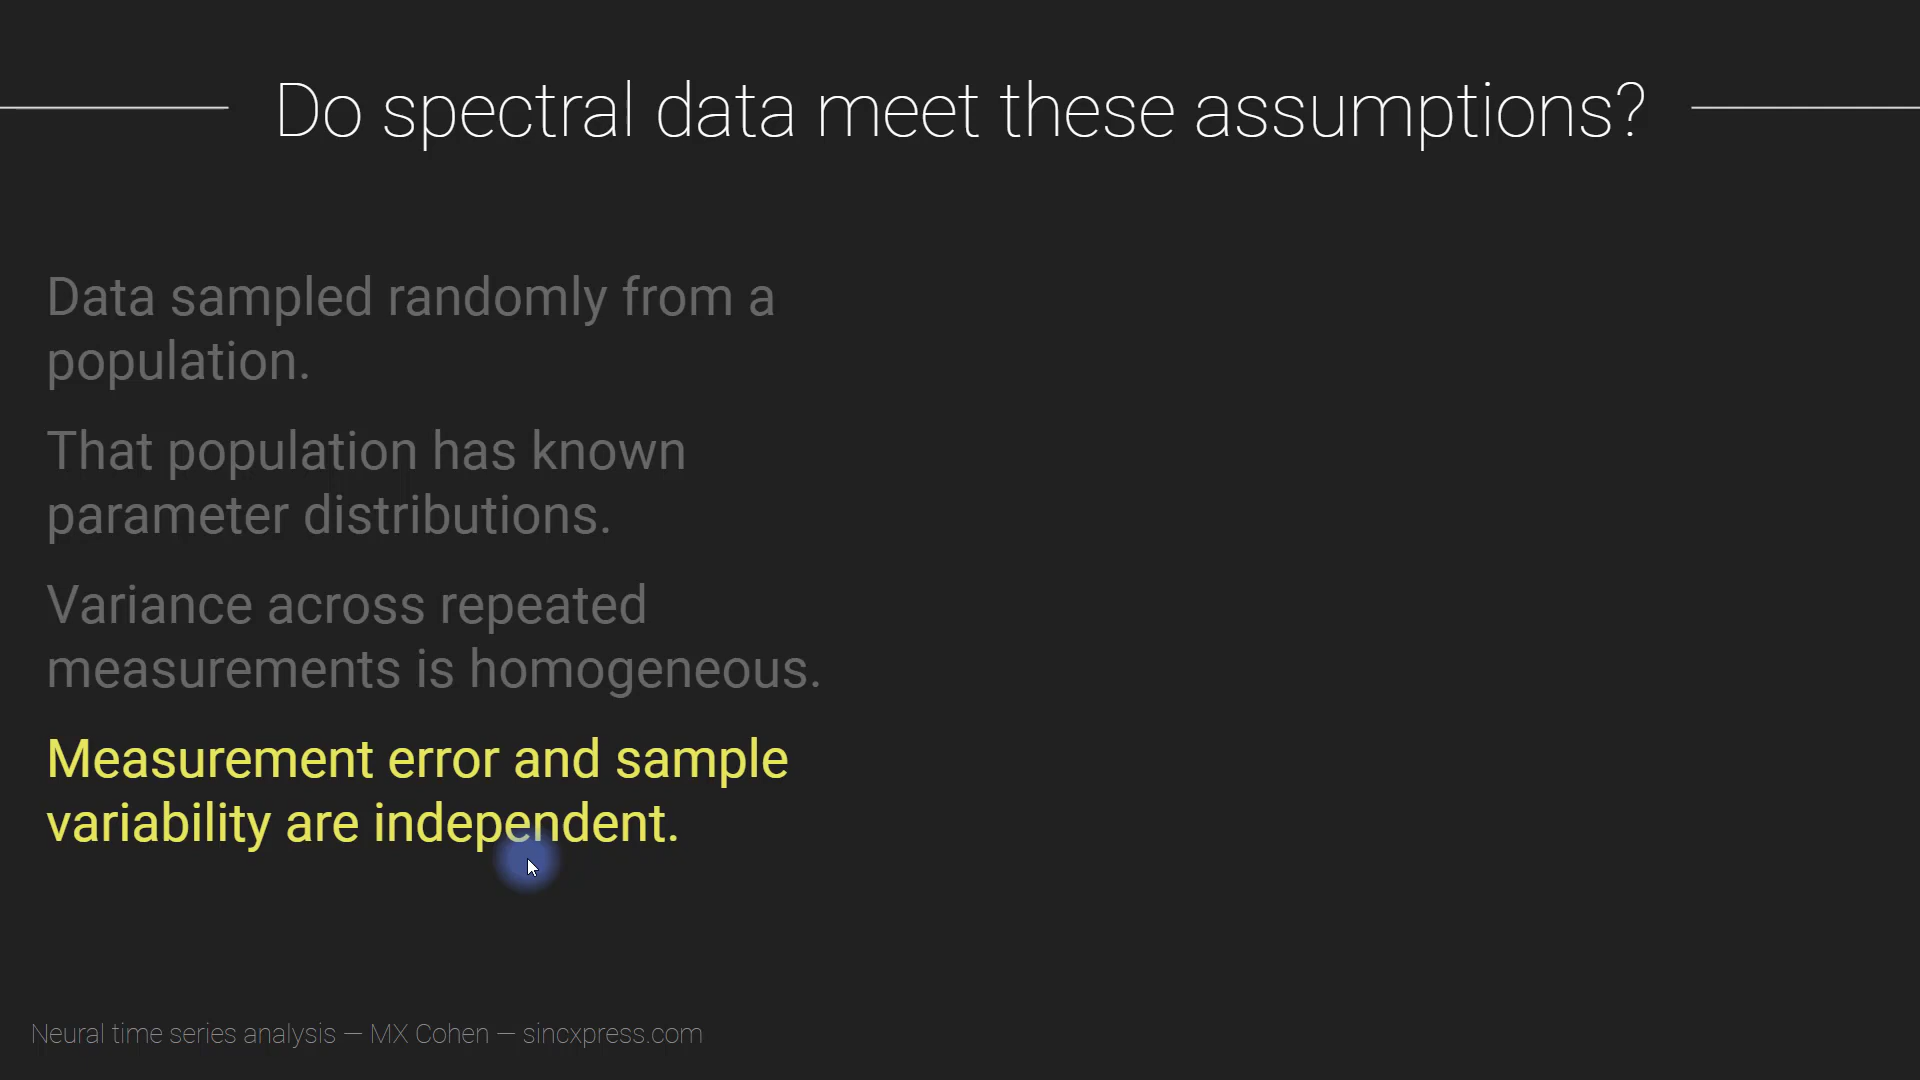 Do spectral data meet these assumptions?
Data sampled randomly from a
population.
That population has known
parameter distributions.
Variance across repeated
measurements is homogeneous.
Measurement error and sample
variability are independent.
Neural time series analysis — MX Cohen — sincxpress.com